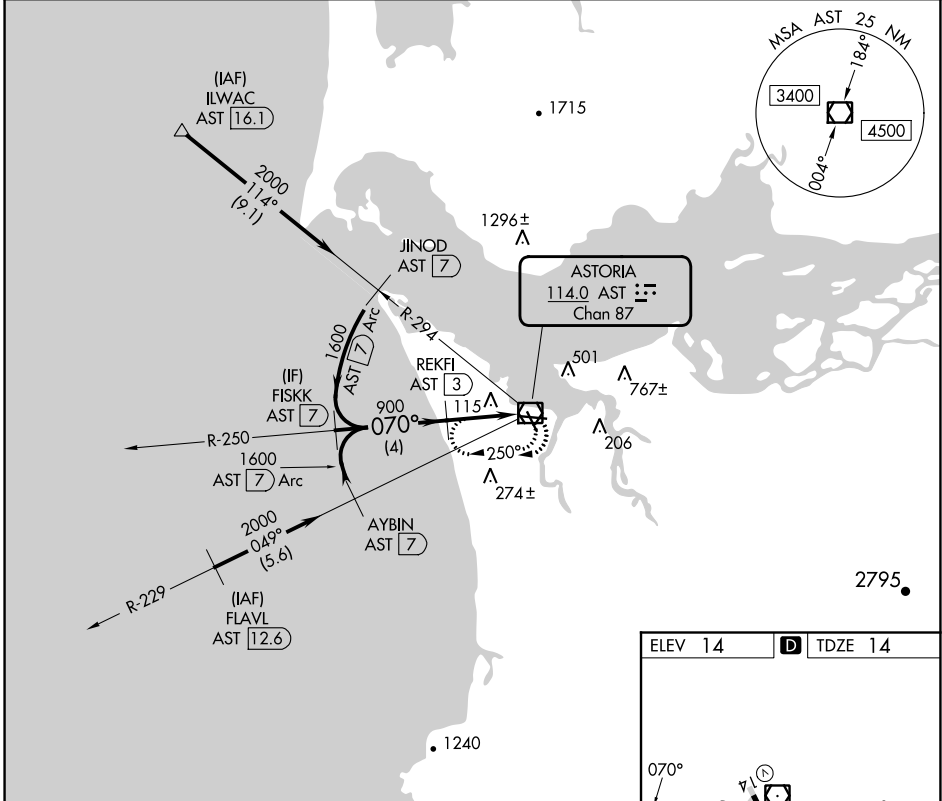 MSA AST 25 NM
184°
3400
4500
004°
(IAF)
ILWAC
AST 16.1
1715
2000
114°
(9.1)
1296±
JINOD
AST 7
ASTORIA
114.0 AST
Chan 87
R-294
1600
AST 7 Arc
REKFI
AST 3
501
767±
(IF)
FISKK
AST 7
115
900
070°
(4)
206
R-250
250°
1600
AST 7 Arc
274±
AYBIN
AST 7
2000
049°
(5.6)
R-229
(IAF)
FLAVL
AST 12.6
2795
ELEV 14 D TDZE 14
1240
070°
14
V